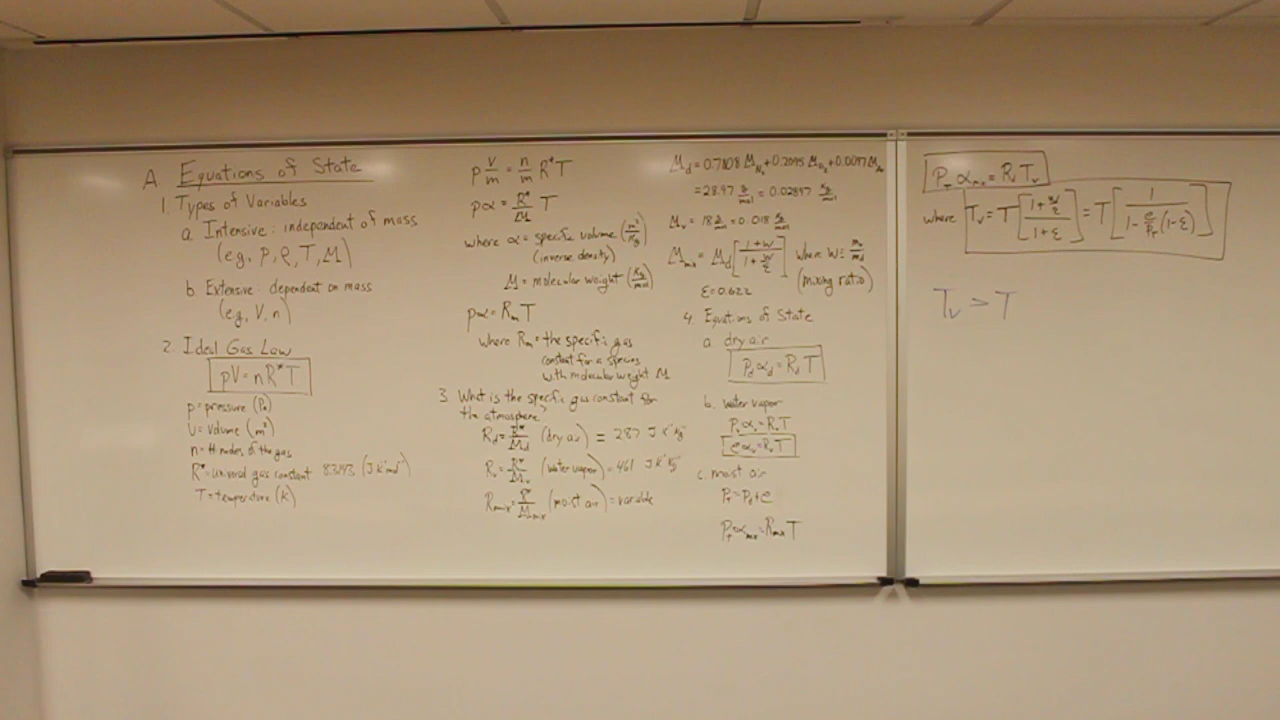 A. Equations of State
1. Types of Variables
a. Intensive: independent of mass
(e.g., p, ρ, T, M)
b. Extensive: dependent on mass
(e.g., V, n)
2. Ideal Gas Law
pV = nR*T
p = pressure (Pa)
V = Volume (m³)
n = # moles of the gas
R* = universal gas constant 8.3143 (J K⁻¹ mol⁻¹)
T = temperature (K)
p V/m = n/m R*T
pα = R*/M T
where α = specific volume (m³/kg)
(inverse density)
M = molecular weight (kg/mol)
pα = RₘT
where Rₘ = the specific gas
constant for a species
with molecular weight M
3. What is the specific gas constant for
the atmosphere?
R_d = R*/M_d (dry air) = 287 J K⁻¹ kg⁻¹
R_v = R*/M_v (water vapor) = 461 J K⁻¹ kg⁻¹
R_mix = R*/M_mix (moist air) = variable
M_d = 0.7808 M_N₂ + 0.2095 M_O₂ + 0.0097 M_Ar
= 28.97 g/mol = 0.02897 kg/mol
M_v = 18 g/mol = 0.018 kg/mol
M_mix = M_d [(1+w)/(1+w/ε)] where w ≡ m_v/m_d
(mixing ratio)
ε = 0.622
4. Equations of State
a. dry air
p_d α_d = R_d T
b. water vapor
p_v α_v = R_v T
e α_v = R_v T
c. moist air
P_T = P_d + e
P_T α_mix = R_mix T
P_T α_mix = R_d T_v
where T_v = T [(1+w/ε)/(1+ε)] = T [1/(1 - e/P_T (1-ε))]
T_v > T